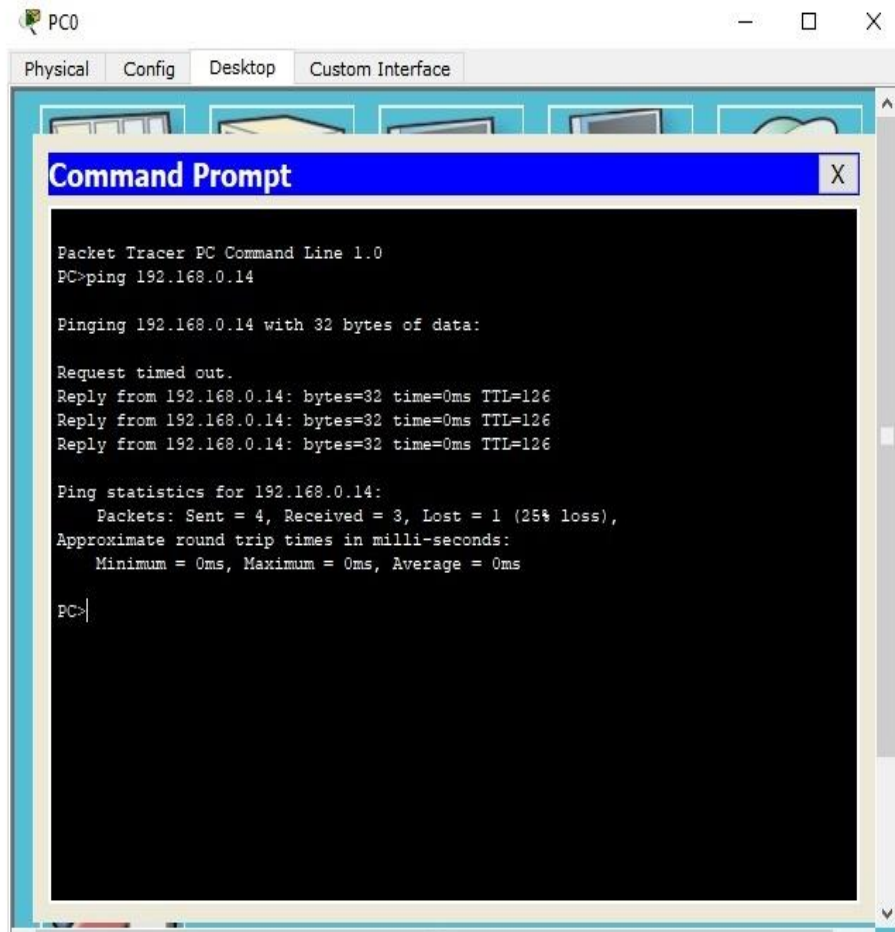 PC0
Physical Config Desktop Custom Interface
Command Prompt
X
Packet Tracer PC Command Line 1.0
PC>ping 192.168.0.14
Pinging 192.168.0.14 with 32 bytes of data:
Request timed out.
Reply from 192.168.0.14: bytes=32 time=0ms TTL=126
Reply from 192.168.0.14: bytes=32 time=0ms TTL=126
Reply from 192.168.0.14: bytes=32 time=0ms TTL=126
Ping statistics for 192.168.0.14:
Packets: Sent = 4, Received = 3, Lost = 1 (25% loss),
Approximate round trip times in milli-seconds:
Minimum = 0ms, Maximum = 0ms, Average = 0ms
PC>